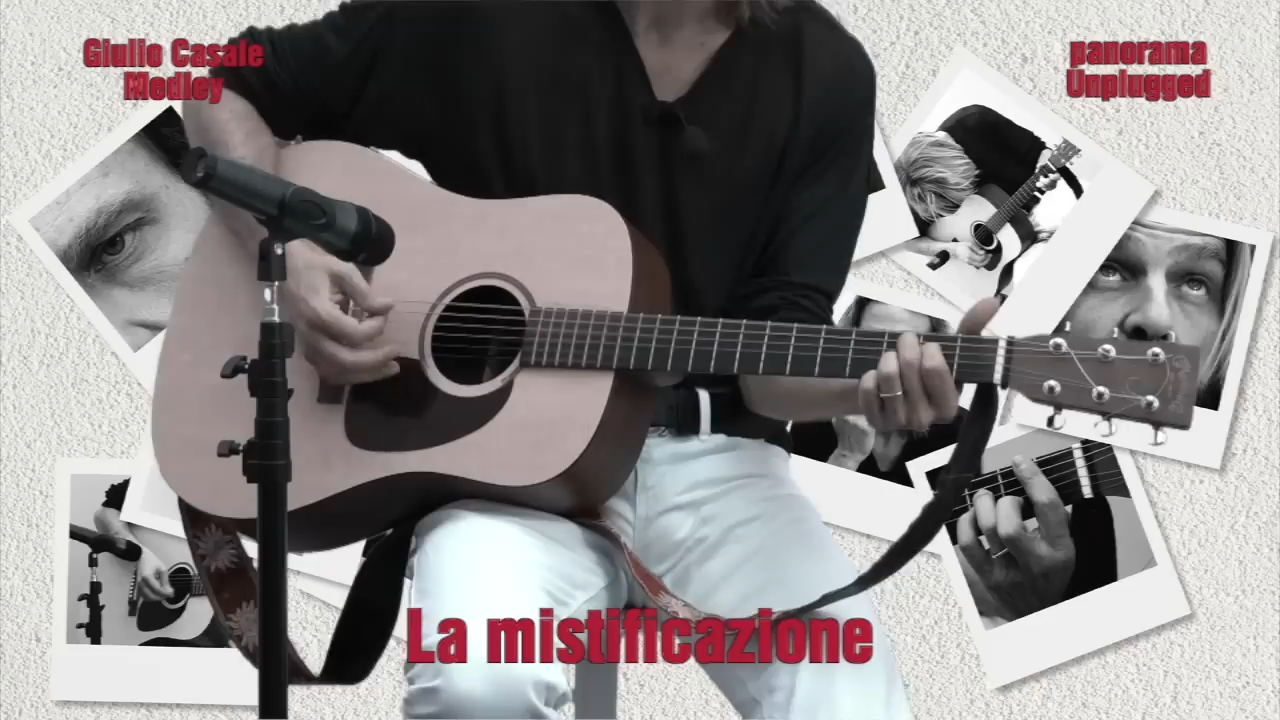 Giulio Casale
Medley
panorama
Unplugged
La mistificazione